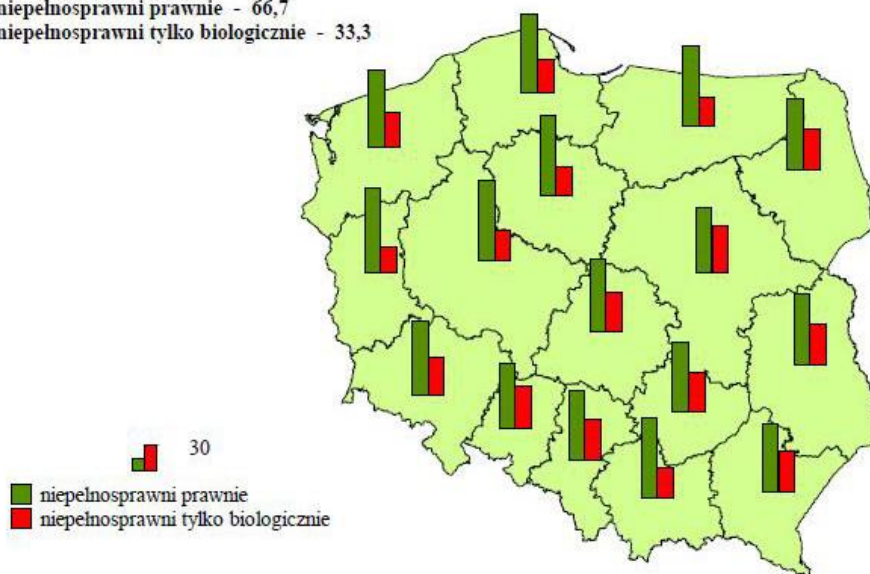 niepełnosprawni prawnie - 66,7
niepełnosprawni tylko biologicznie - 33,3
30
niepełnosprawni prawnie
niepełnosprawni tylko biologicznie